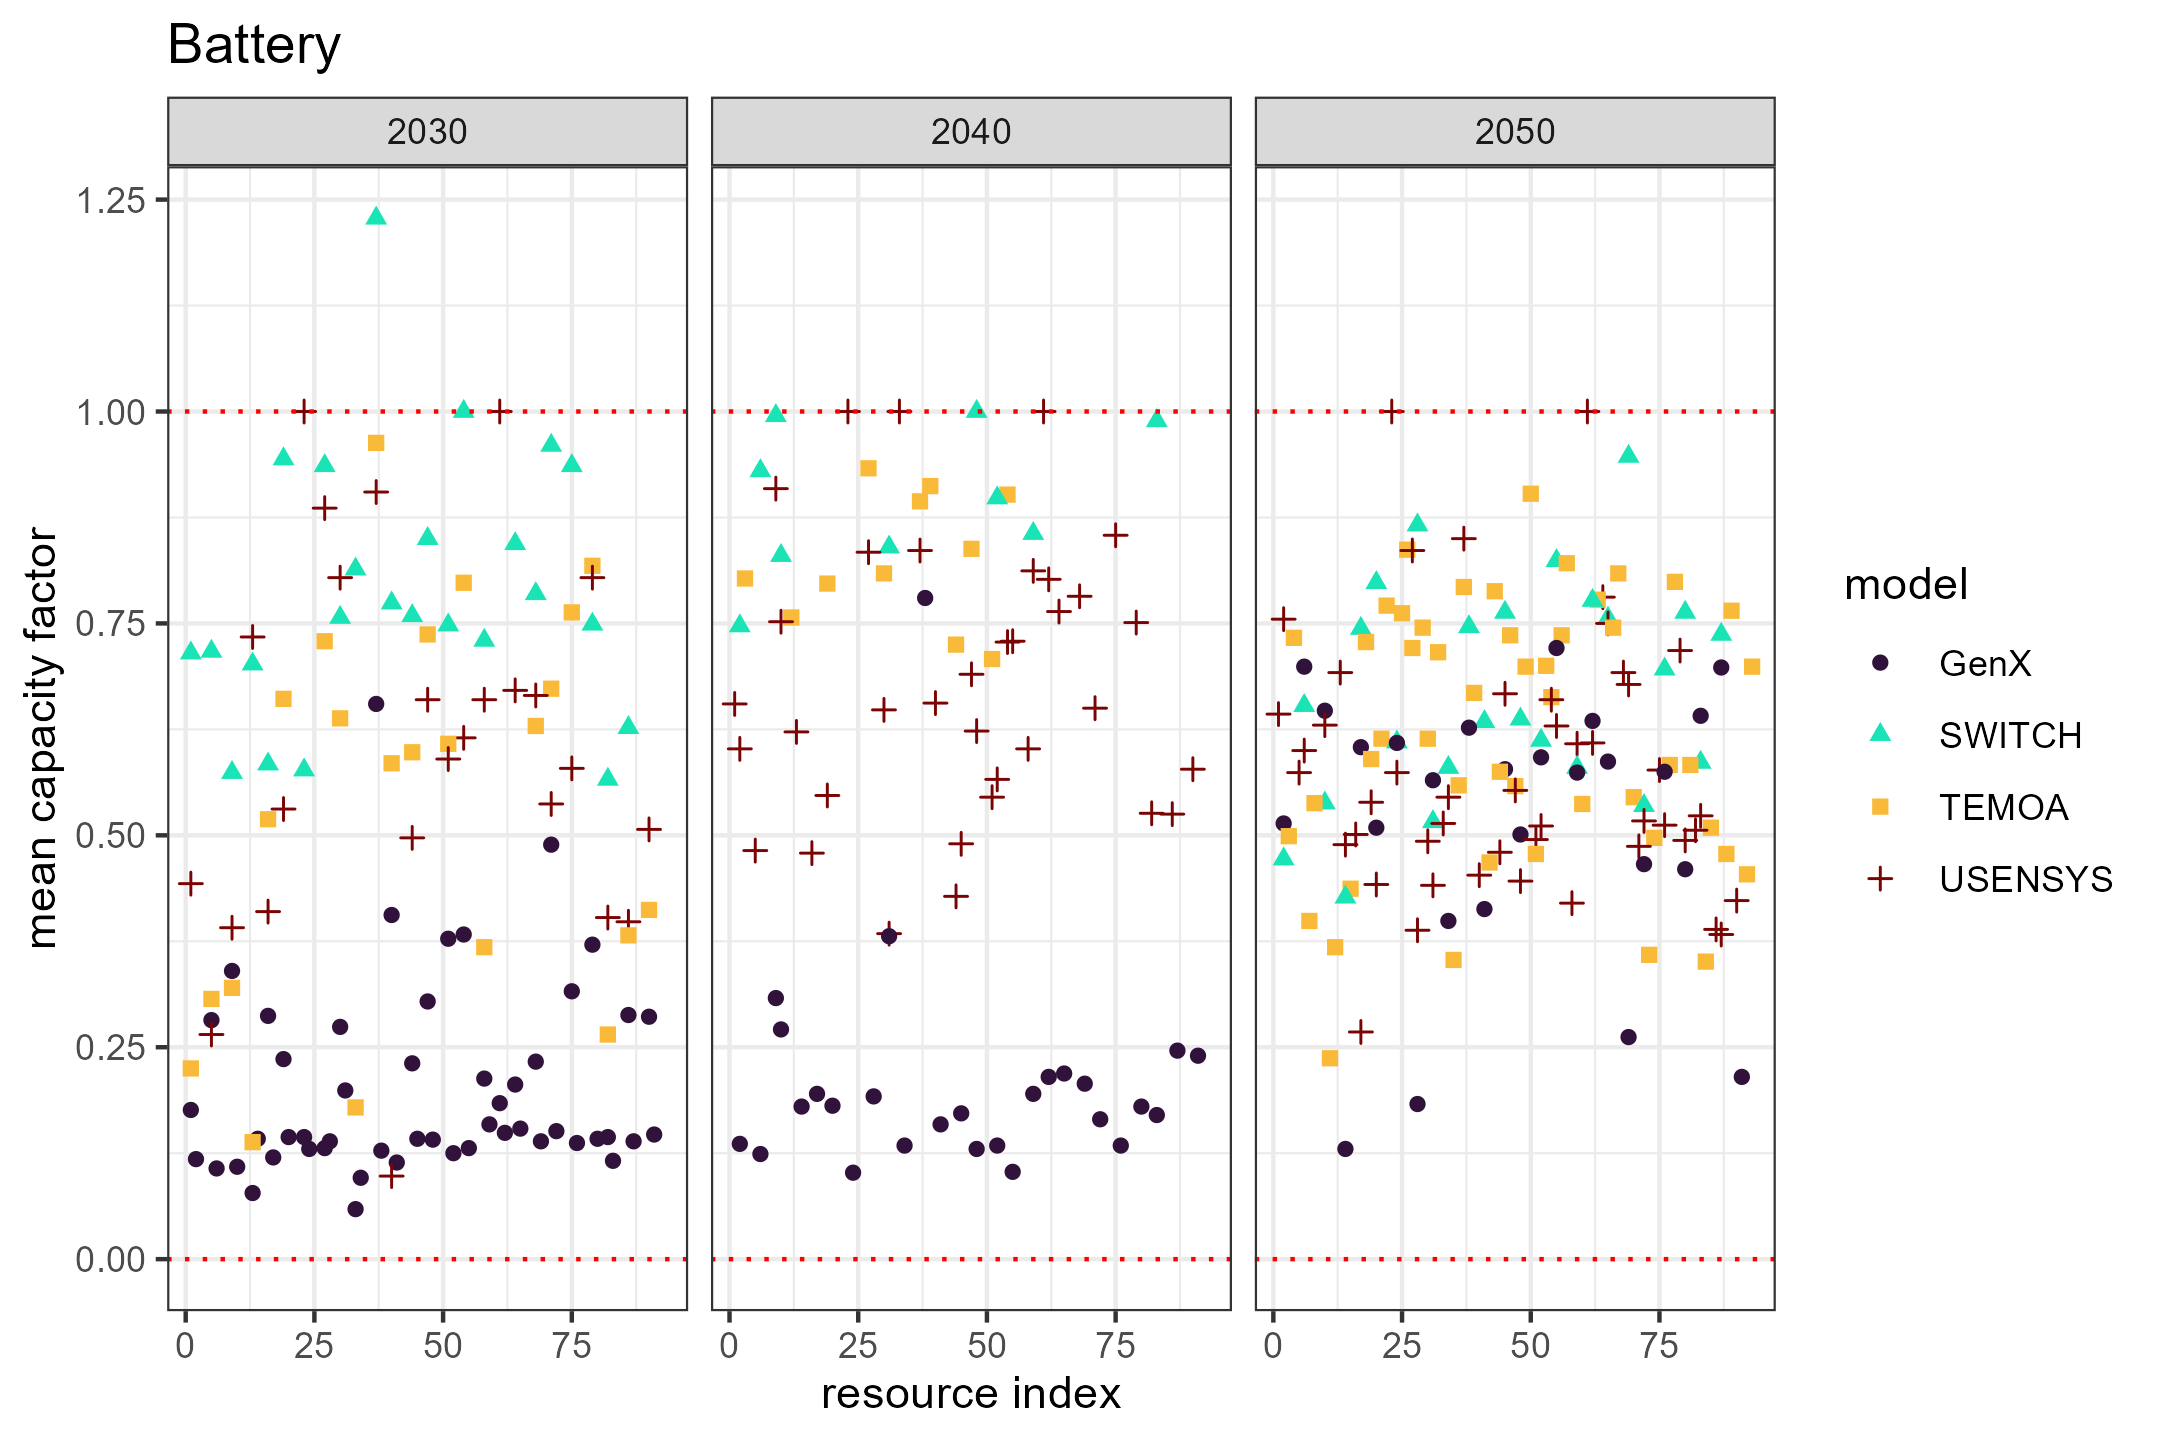 Battery
2030 2040 2050
1.25
1.00
0.75
0.50
0.25
0.00
mean capacity factor
0 25 50 75 0 25 50 75 0 25 50 75
resource index
model
GenX
SWITCH
TEMOA
USENSYS